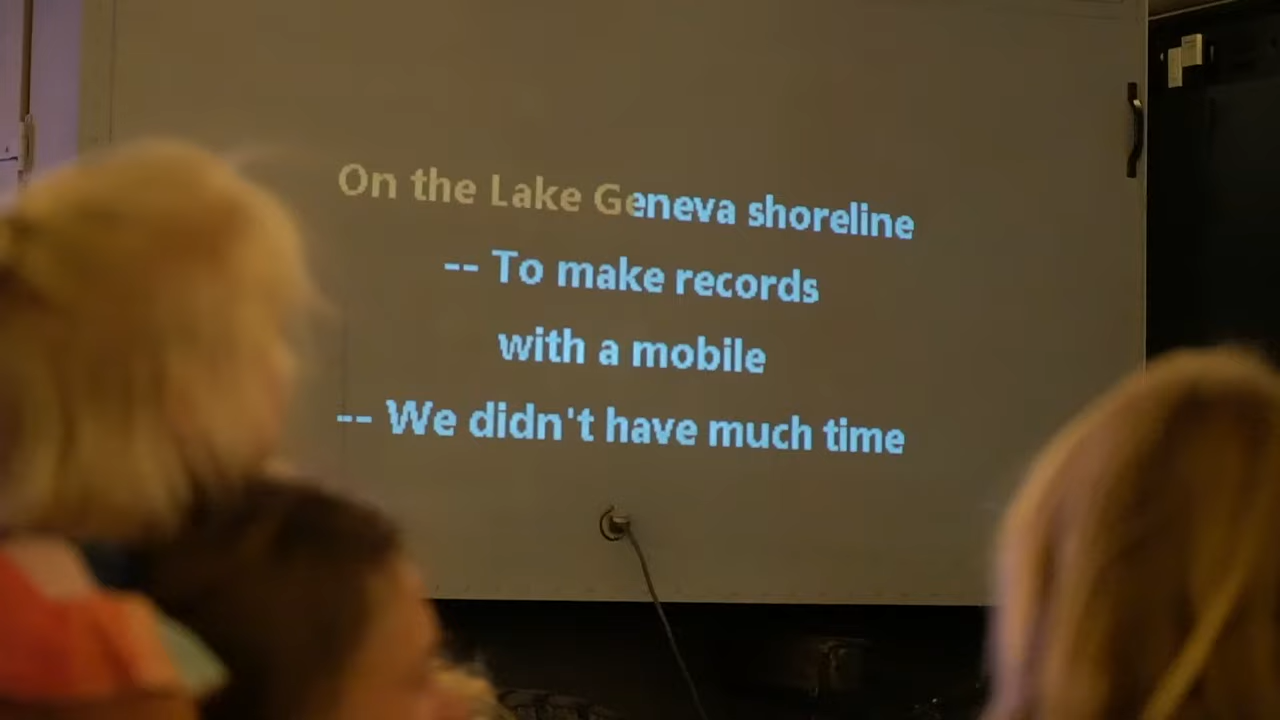 On the Lake Geneva shoreline
-- To make records
with a mobile
-- We didn't have much time